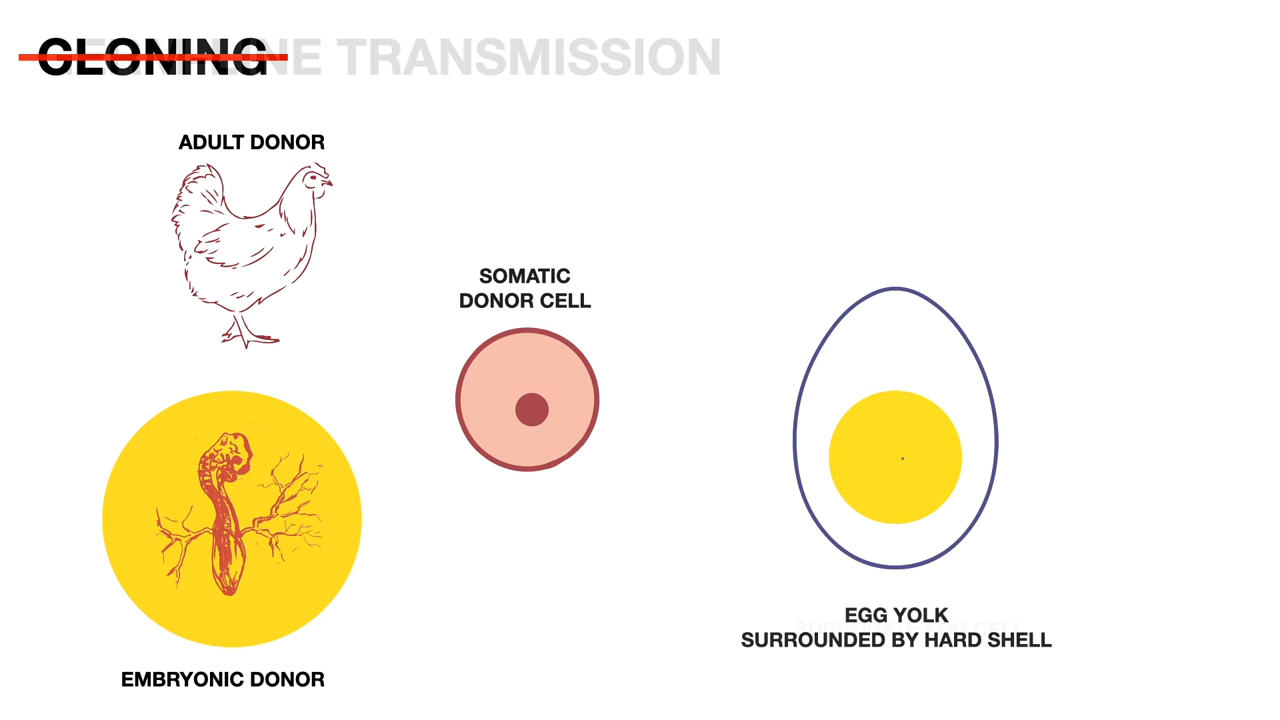 CLONING
TRANSMISSION
ADULT DONOR
SOMATIC
DONOR CELL
EGG YOLK
SURROUNDED BY HARD SHELL
EMBRYONIC DONOR